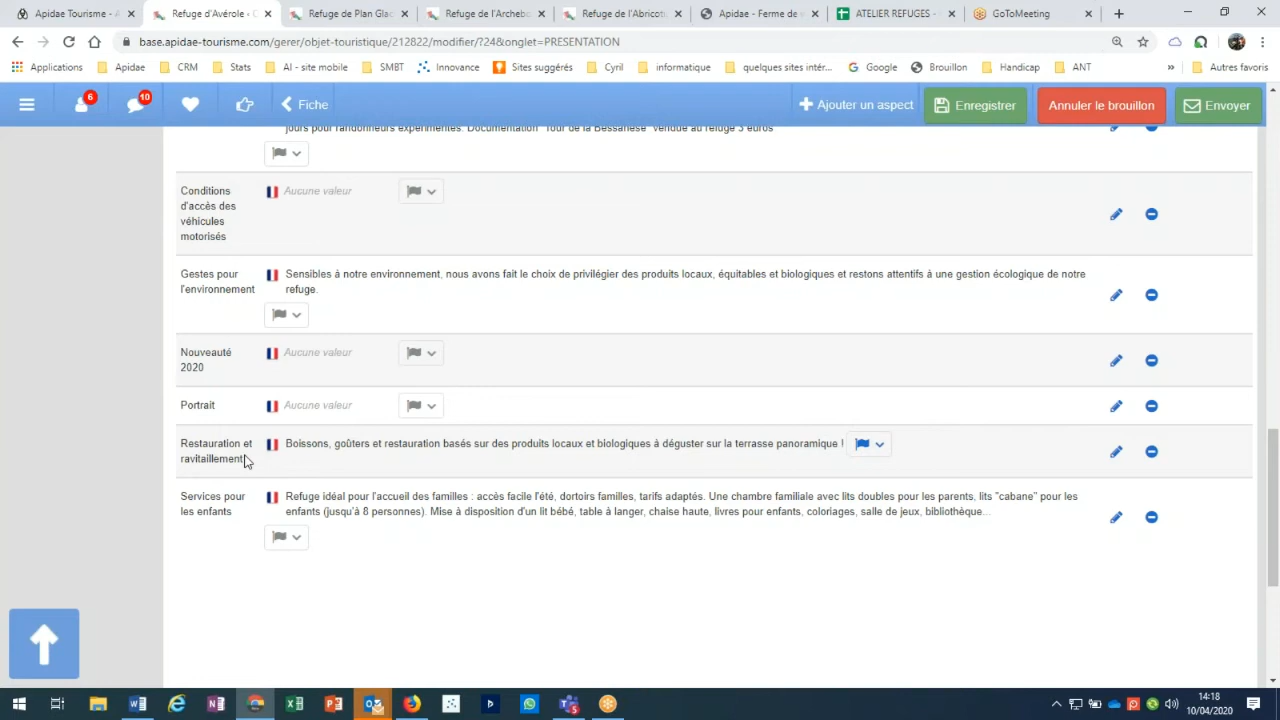 Apidae Tourisme - A
Refuge d'Avérole ‹ C
Refuge de Plan Gla
Refuge de l'Archeb
Refuge de l'Abricoti
Apidae - Ferme de
ATELIER REFUGES -
GoToMeeting
base.apidae-tourisme.com/gerer/objet-touristique/212822/modifier/?24&onglet=PRESENTATION
Applications
Apidae
CRM
Stats
AI - site mobile
SMBT
Innovance
Sites suggérés
Cyril
informatique
quelques sites intér...
Google
Brouillon
Handicap
ANT
»
Autres favoris
6
10
Fiche
Ajouter un aspect
Enregistrer
Annuler le brouillon
Envoyer
jours pour randonneurs expérimentés. Documentation "Tour de la Bessanèse" vendue au refuge 3 euros
Conditions
d'accès des
véhicules
motorisés
Aucune valeur
Gestes pour
l'environnement
Sensibles à notre environnement, nous avons fait le choix de privilégier des produits locaux, équitables et biologiques et restons attentifs à une gestion écologique de notre
refuge.
Nouveauté
2020
Aucune valeur
Portrait
Aucune valeur
Restauration et
ravitaillement
Boissons, goûters et restauration basés sur des produits locaux et biologiques à déguster sur la terrasse panoramique !
Services pour
les enfants
Refuge idéal pour l'accueil des familles : accès facile l'été, dortoirs familles, tarifs adaptés. Une chambre familiale avec lits doubles pour les parents, lits "cabane" pour les
enfants (jusqu'à 8 personnes). Mise à disposition d'un lit bébé, table à langer, chaise haute, livres pour enfants, coloriages, salle de jeux, bibliothèque...
14:18
10/04/2020